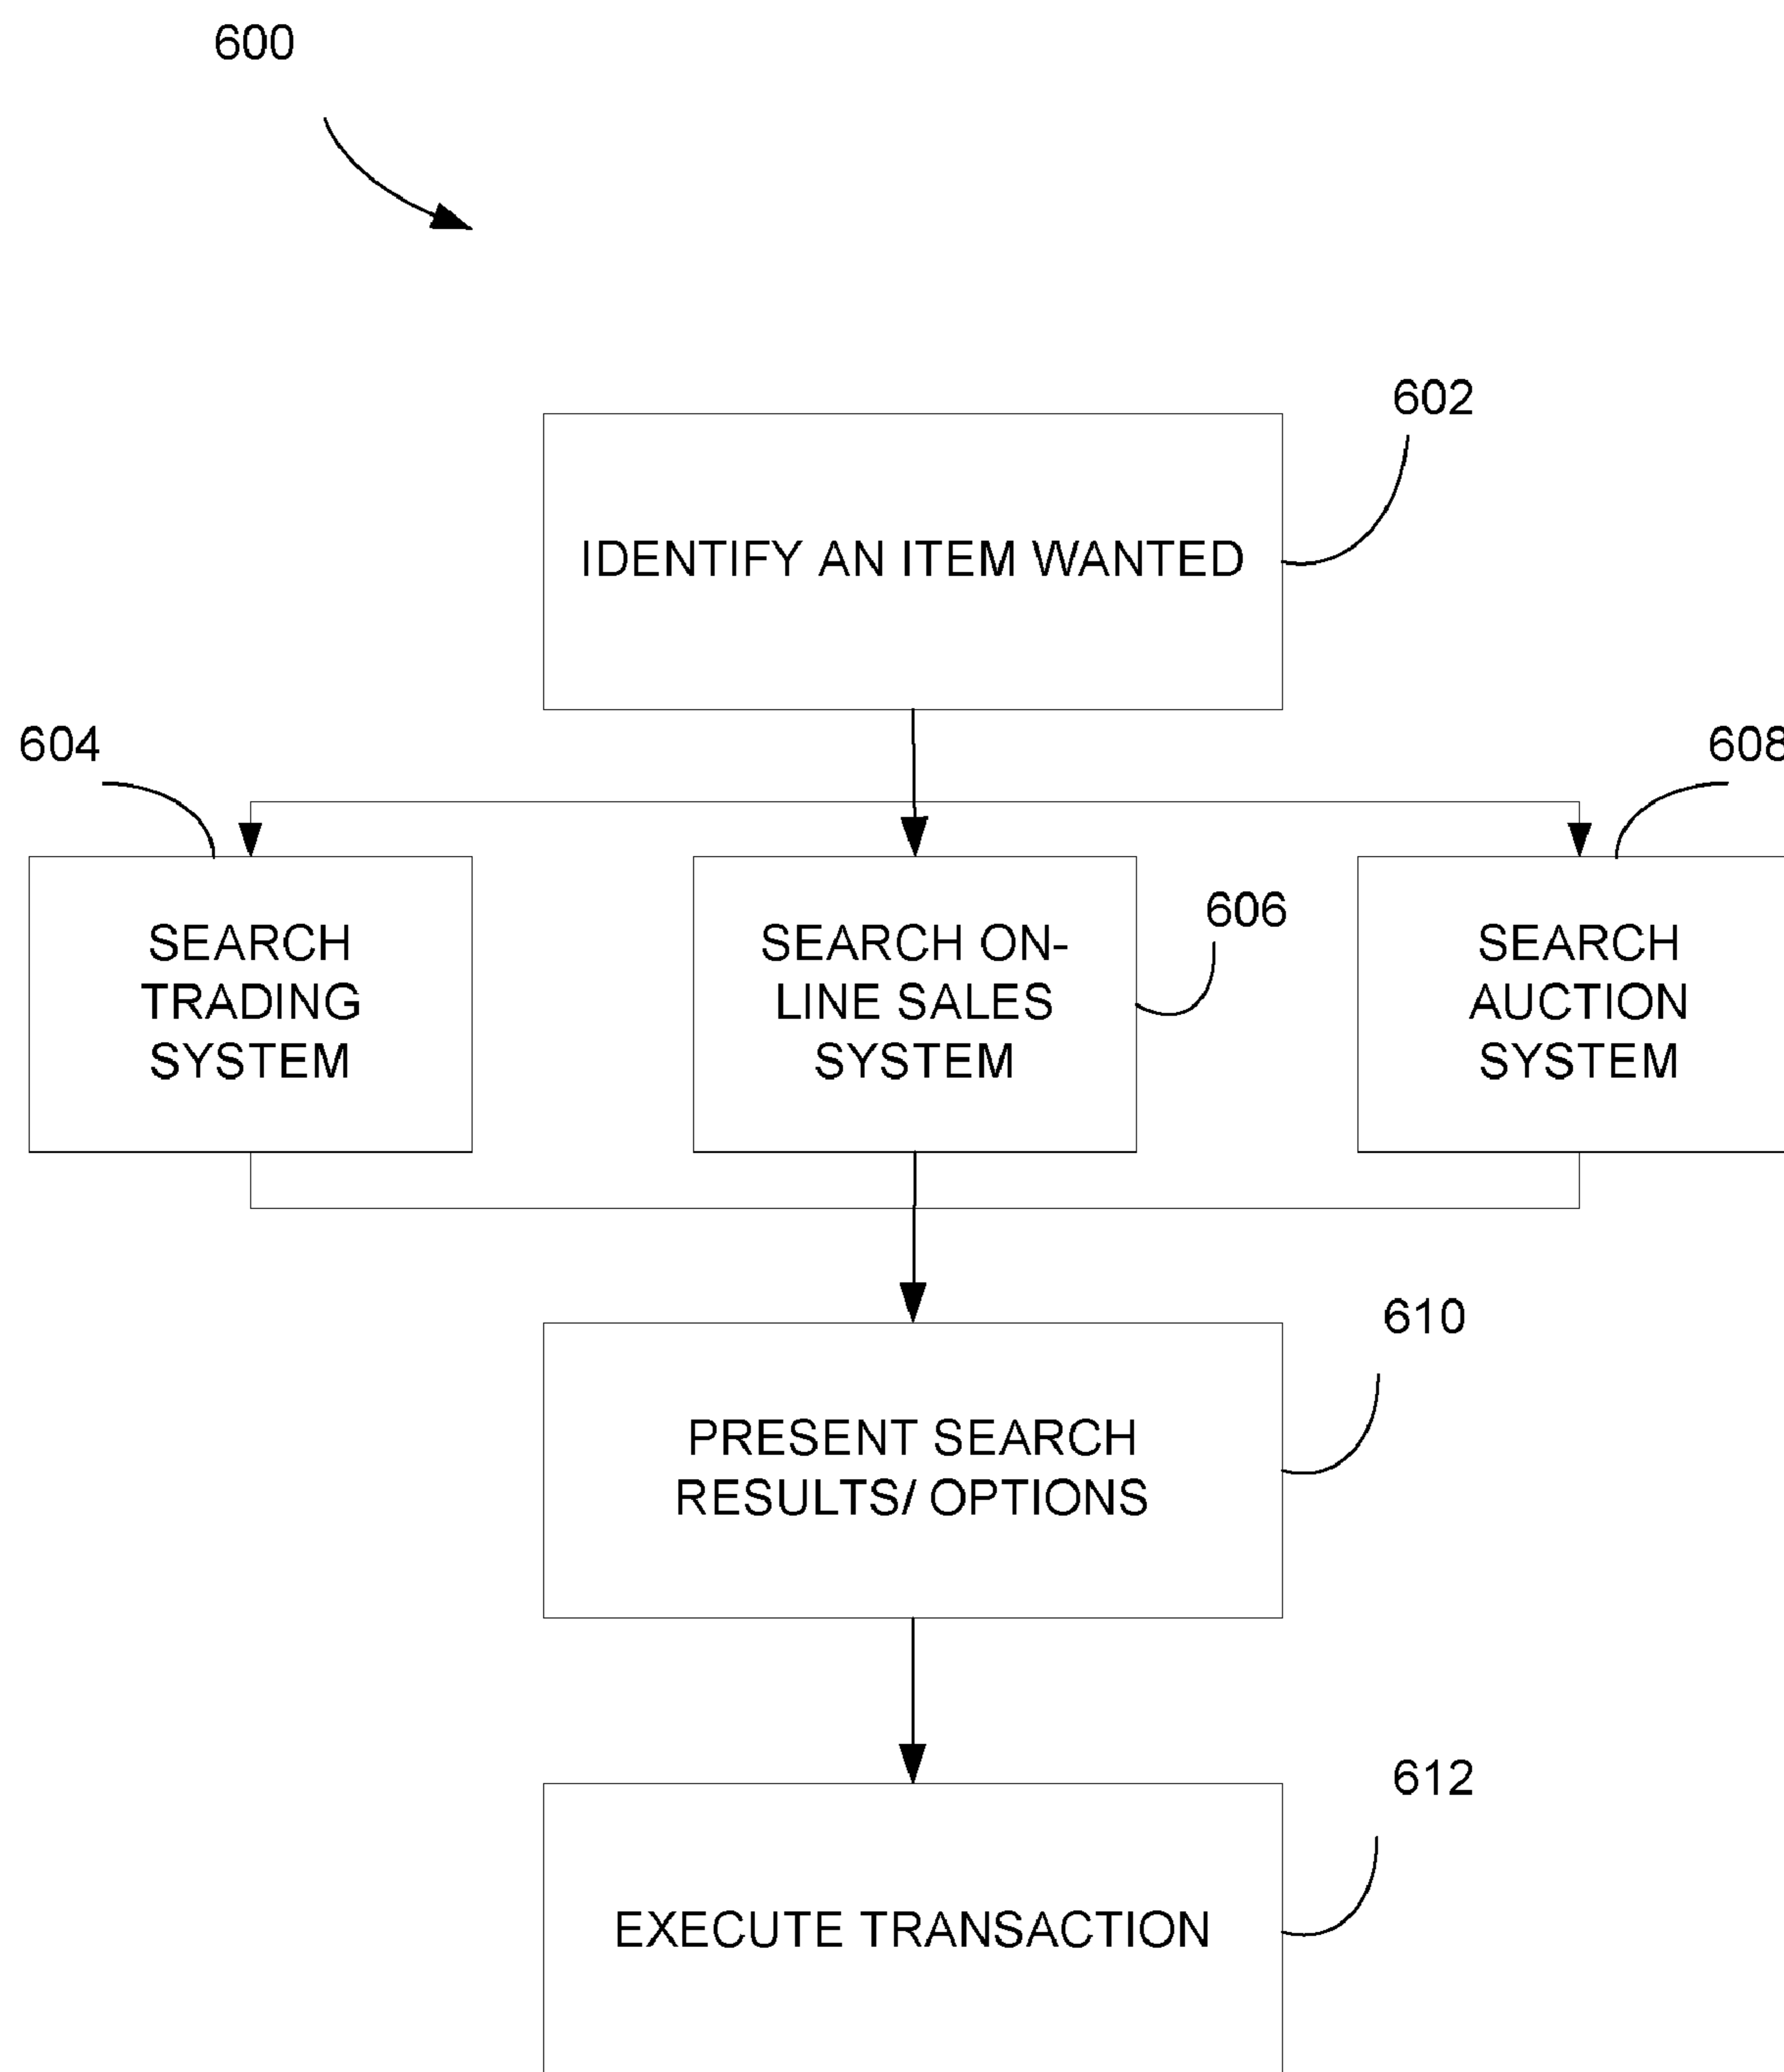 600
602
IDENTIFY AN ITEM WANTED
604
608
SEARCH
TRADING
SYSTEM
SEARCH ON-
LINE SALES
SYSTEM
606
SEARCH
AUCTION
SYSTEM
610
PRESENT SEARCH
RESULTS/ OPTIONS
612
EXECUTE TRANSACTION